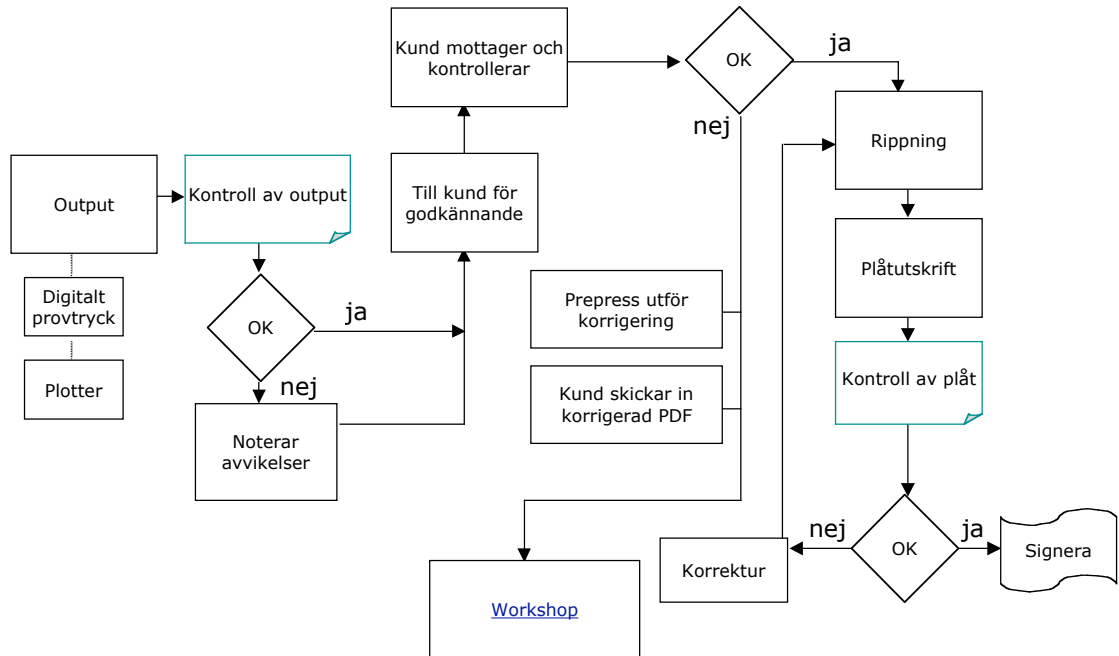 Output
Digitalt
provtryck
Plotter
Kontroll av output
OK
ja
nej
Noterar
avvikelser
Till kund för
godkännande
Kund mottager och
kontrollerar
OK
ja
nej
Prepress utför
korrigering
Kund skickar in
korrigerad PDF
Workshop
Rippning
Plåtutskrift
Kontroll av plåt
OK
nej
ja
Korrektur
Signera